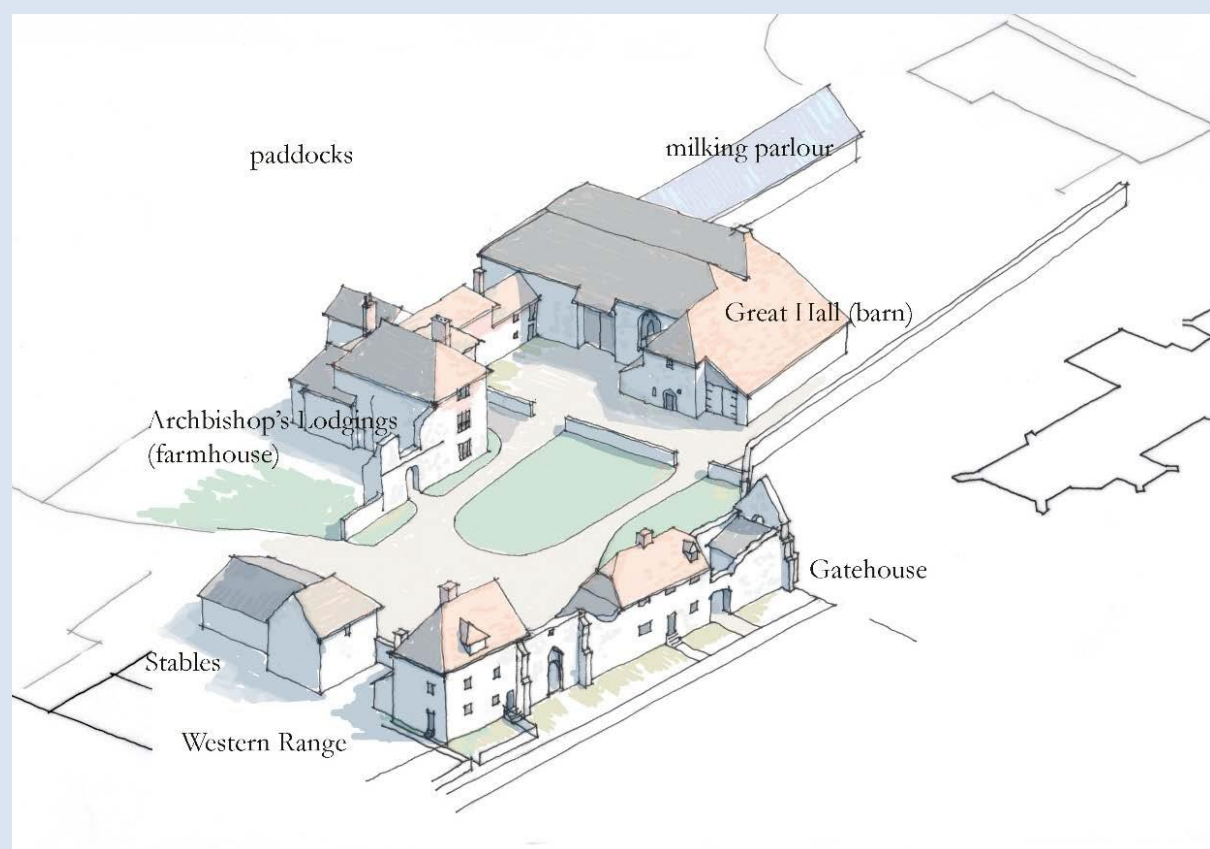 paddocks
milking parlour
Great Hall (barn)
Archbishop's Lodgings
(farmhouse)
Gatehouse
Stables
Western Range